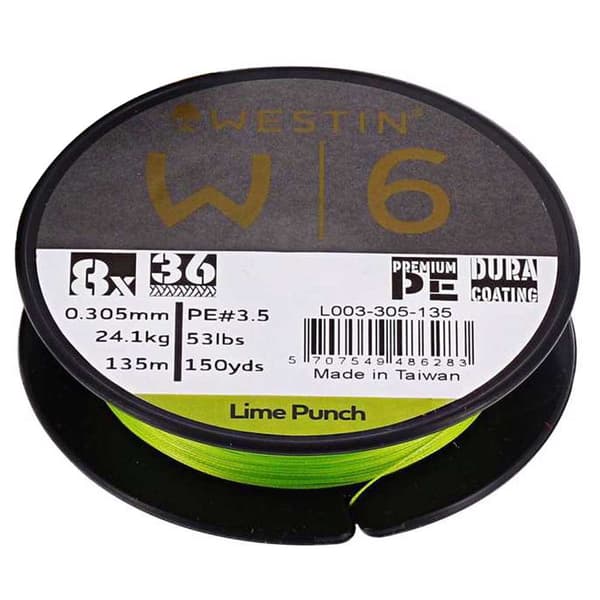 WESTIN®
W|6
8x 36 PREMIUM PE DURA COATING
0.305mm PE#3.5 L003-305-135
24.1kg 53lbs
135m 150yds
5 707549 486283
Made in Taiwan
Lime Punch